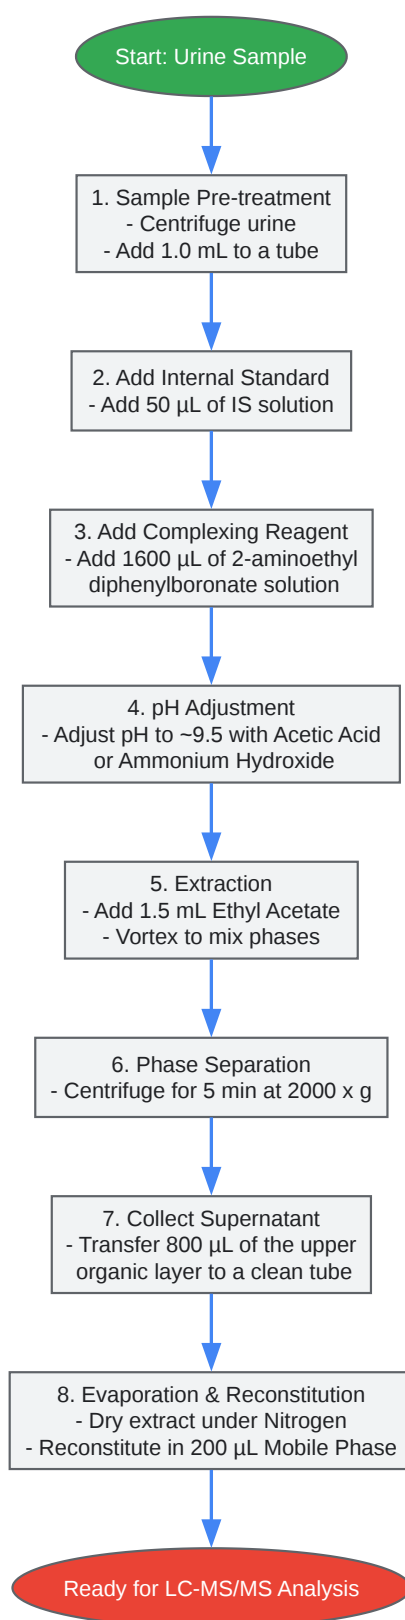 Start: Urine Sample
1. Sample Pre-treatment
- Centrifuge urine
- Add 1.0 mL to a tube
2. Add Internal Standard
- Add 50 µL of IS solution
3. Add Complexing Reagent
- Add 1600 µL of 2-aminoethyl
diphenylboronate solution
4. pH Adjustment
- Adjust pH to ~9.5 with Acetic Acid
or Ammonium Hydroxide
5. Extraction
- Add 1.5 mL Ethyl Acetate
- Vortex to mix phases
6. Phase Separation
- Centrifuge for 5 min at 2000 x g
7. Collect Supernatant
- Transfer 800 µL of the upper
organic layer to a clean tube
8. Evaporation & Reconstitution
- Dry extract under Nitrogen
- Reconstitute in 200 µL Mobile Phase
Ready for LC-MS/MS Analysis